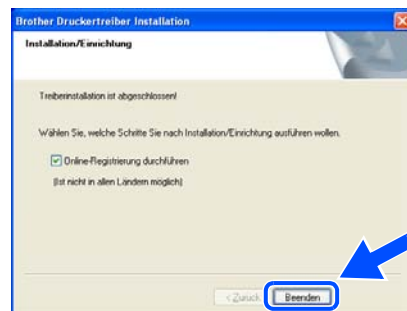 Brother Druckertreiber Installation
Installation/Einrichtung
Treiberinstallation ist abgeschlossen!
Wählen Sie, welche Schritte Sie nach Installation/Einrichtung ausführen wollen.
Online-Registrierung durchführen
(Ist nicht in allen Ländern möglich)
< Zurück Beenden